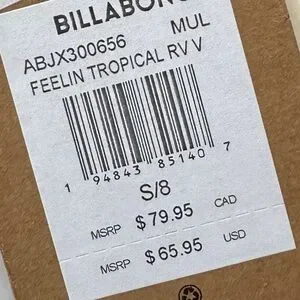 BILLABONG
ABJX300656 MUL
FEELIN TROPICAL RV V
1 94843 85140 7
S/8
MSRP $79.95 CAD
MSRP $65.95 USD